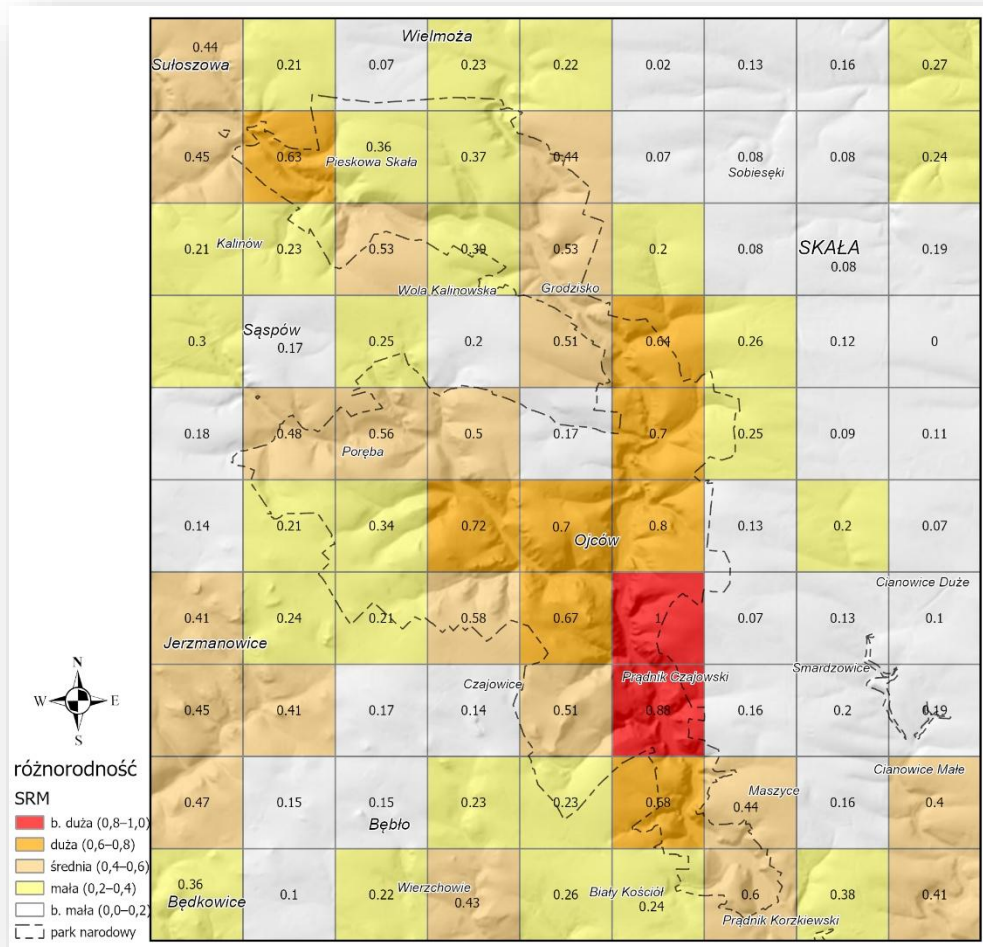 0.44
Sułoszowa
0.21
0.07
Wielmoża
0.23
0.22
0.02
0.13
0.16
0.27
0.45
0.63
0.36
Pieskowa Skała
0.37
0.44
0.07
0.08
Sobiesęki
0.08
0.24
0.21
Kalinów
0.23
0.53
0.39
0.53
0.2
0.08
SKAŁA
0.08
0.19
Wola Kalinowska
Grodzisko
0.3
Sąspów
0.17
0.25
0.2
0.51
0.64
0.26
0.12
0
0.18
0.48
0.56
Poręba
0.5
0.17
0.7
0.25
0.09
0.11
0.14
0.21
0.34
0.72
0.7
Ojców
0.8
0.13
0.2
0.07
0.41
Jerzmanowice
0.24
0.21
0.58
0.67
1
0.07
0.13
Cianowice Duże
0.1
0.45
0.41
0.17
Czajowice
0.14
0.51
Prądnik Czajowski
0.88
0.16
Smardzowice
0.2
0.19
0.47
0.15
0.15
Bębło
0.23
0.23
0.68
Maszyce
0.44
0.16
Cianowice Małe
0.4
0.36
Będkowice
0.1
0.22
Wierzchowie
0.43
0.26
Biały Kościół
0.24
0.6
Prądnik Korzkiewski
0.38
0.41
N
W
E
S
różnorodność
SRM
b. duża (0,8–1,0)
duża (0,6–0,8)
średnia (0,4–0,6)
mała (0,2–0,4)
b. mała (0,0–0,2)
park narodowy